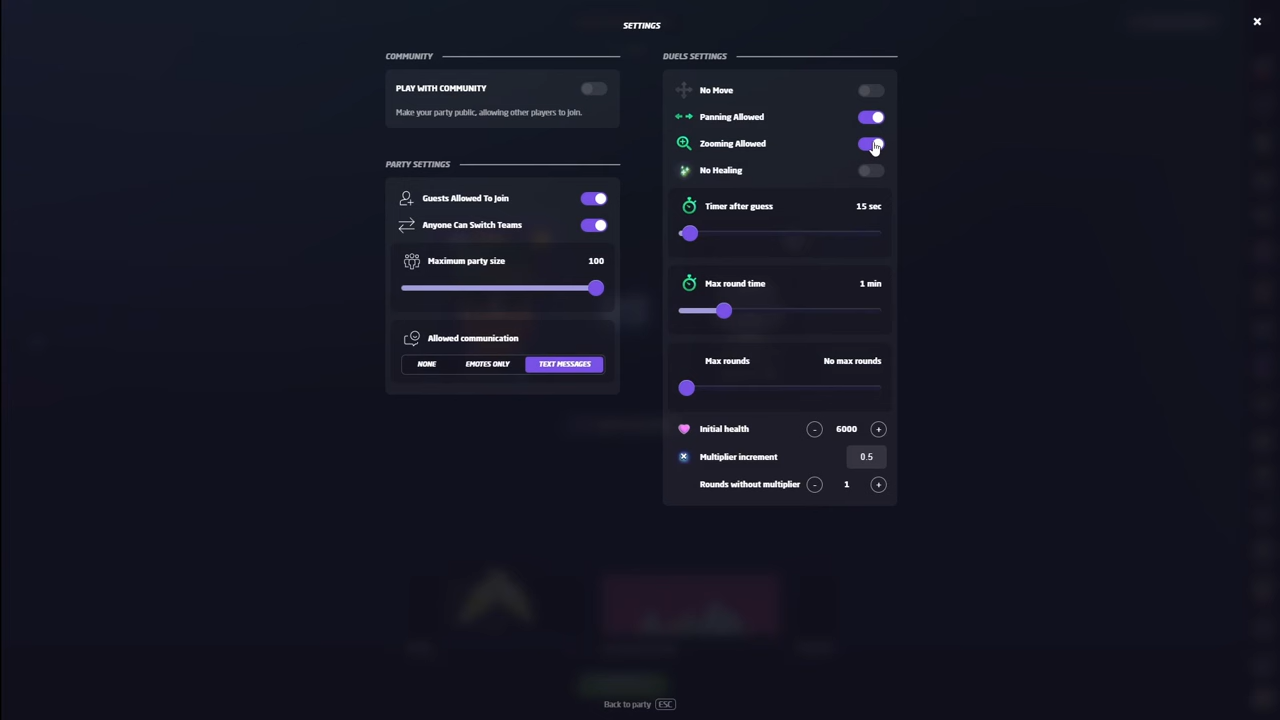 SETTINGS
COMMUNITY
PLAY WITH COMMUNITY
Make your party public, allowing other players to join.
PARTY SETTINGS
Guests Allowed To Join
Anyone Can Switch Teams
Maximum party size 100
Allowed communication
NONE EMOTES ONLY TEXT MESSAGES
DUELS SETTINGS
No Move
Panning Allowed
Zooming Allowed
No Healing
Timer after guess 15 sec
Max round time 1 min
Max rounds No max rounds
Initial health - 6000 +
Multiplier increment 0.5
Rounds without multiplier - 1 +
Back to party ESC